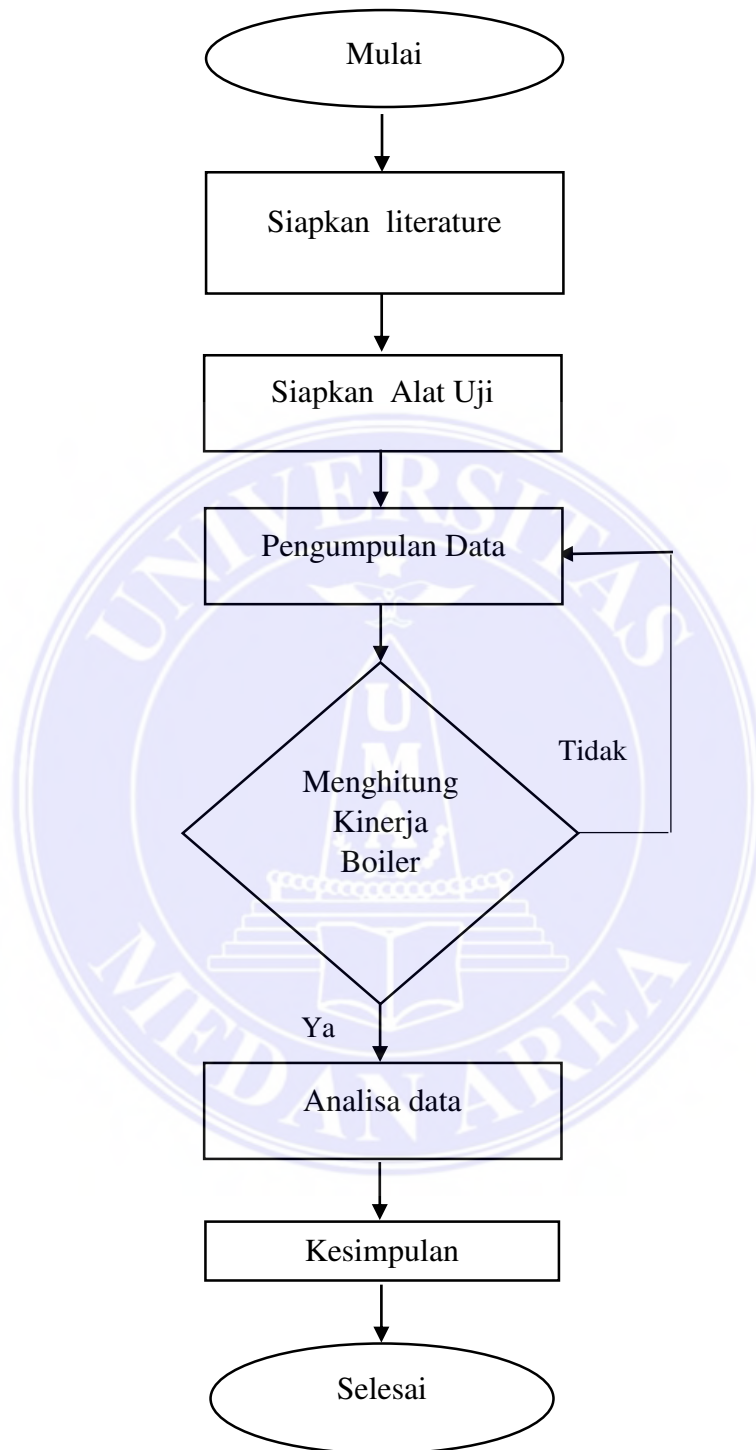 Mulai
Siapkan literature
Siapkan Alat Uji
UNIVERSITAS
Pengumpulan Data
UMA
Tidak
Menghitung
Kinerja
Boiler
Ya
MEDAN AREA
Analisa data
Kesimpulan
Selesai